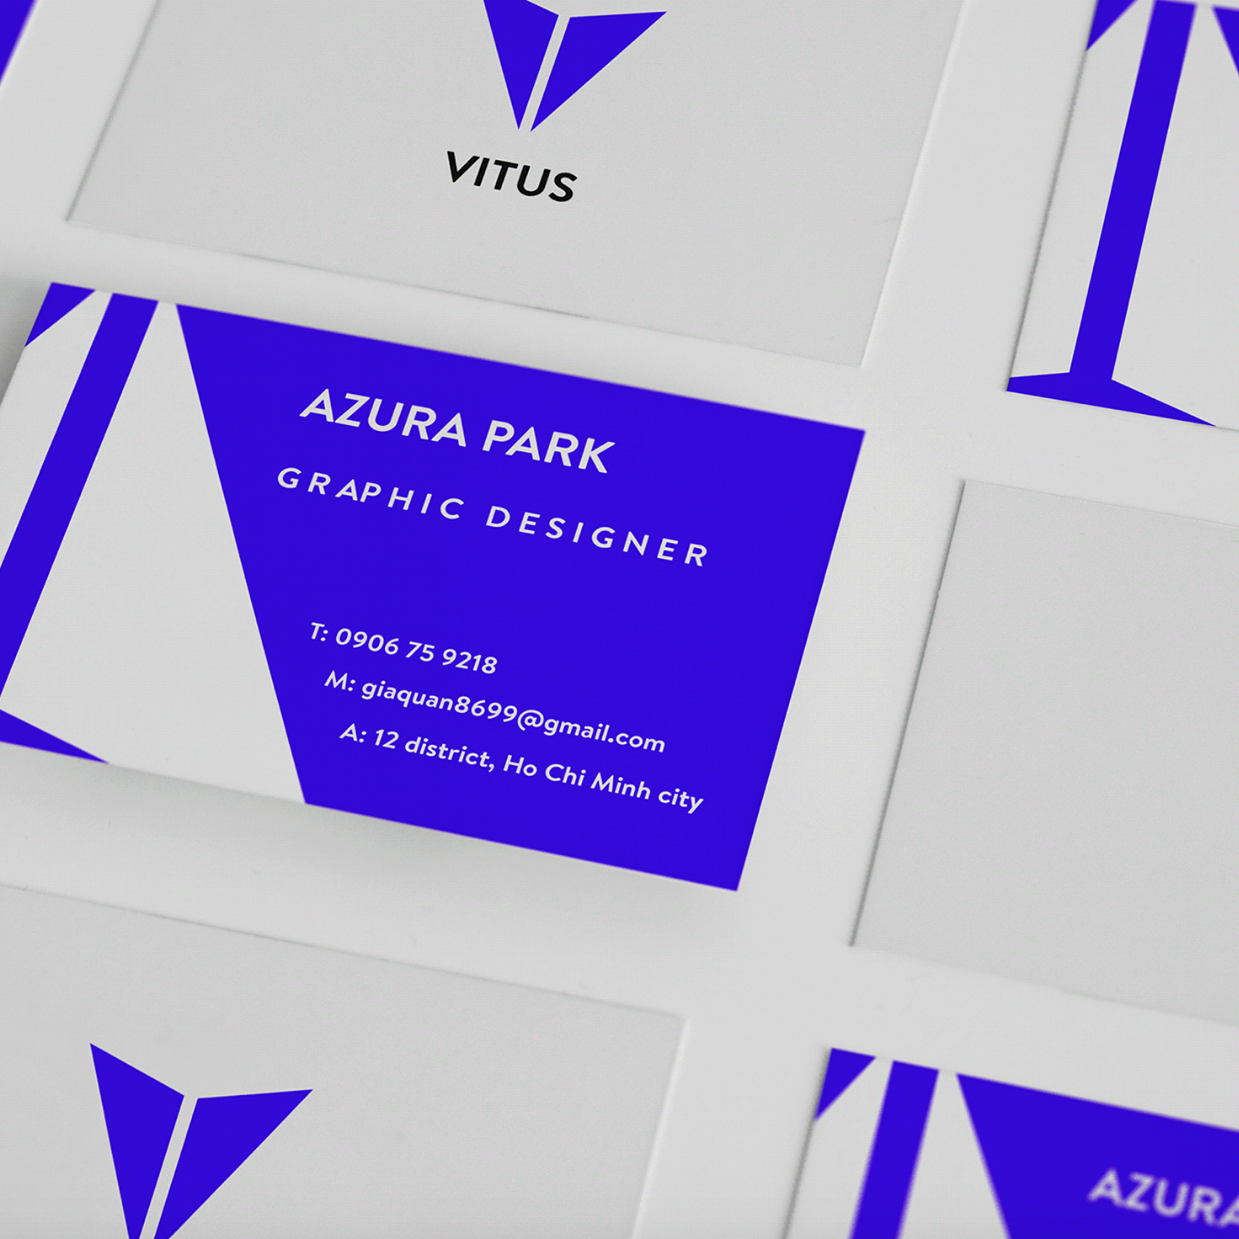 VITUS
AZURA PARK
GRAPHIC DESIGNER
T: 0906 75 9218
M: giaquan8699@gmail.com
A: 12 district, Ho Chi Minh city
AZURA